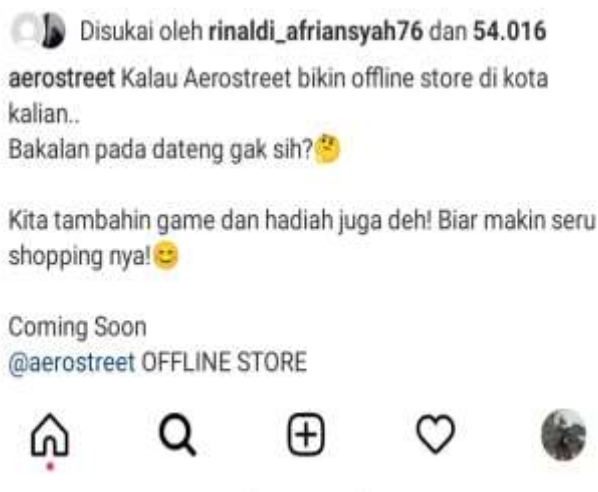 Disukai oleh rinaldi_afriansyah76 dan 54.016
aerostreet Kalau Aerostreet bikin offline store di kota
kalian..
Bakalan pada dateng gak sih?🤔
Kita tambahin game dan hadiah juga deh! Biar makin seru
shopping nya!😊
Coming Soon
@aerostreet OFFLINE STORE